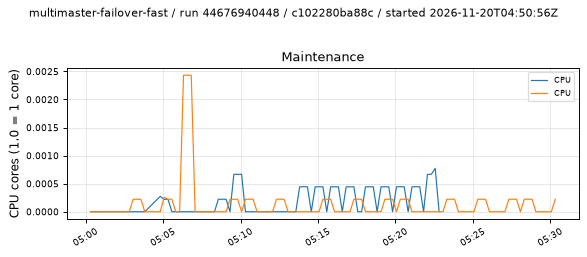 multimaster-failover-fast / run 44676940448 / c102280ba88c / started 2026-11-20T04:50:56Z
Maintenance
CPU cores (1.0 = 1 core)
0.0025
0.0020
0.0015
0.0010
0.0005
0.0000
CPU
CPU
05:00
05:05
05:10
05:15
05:20
05:25
05:30